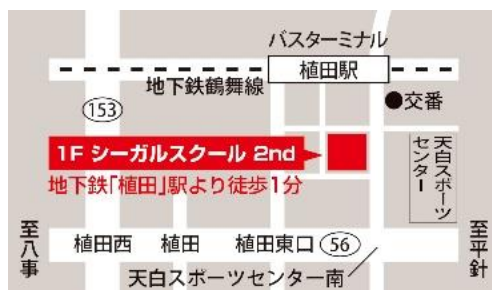 バスターミナル
植田駅
地下鉄鶴舞線
●交番
153
1F シーガルスクール 2nd
地下鉄「植田」駅より徒歩1分
天白スポーツ
センター
至八事
植田西
植田
植田東口
56
至平針
天白スポーツセンター南